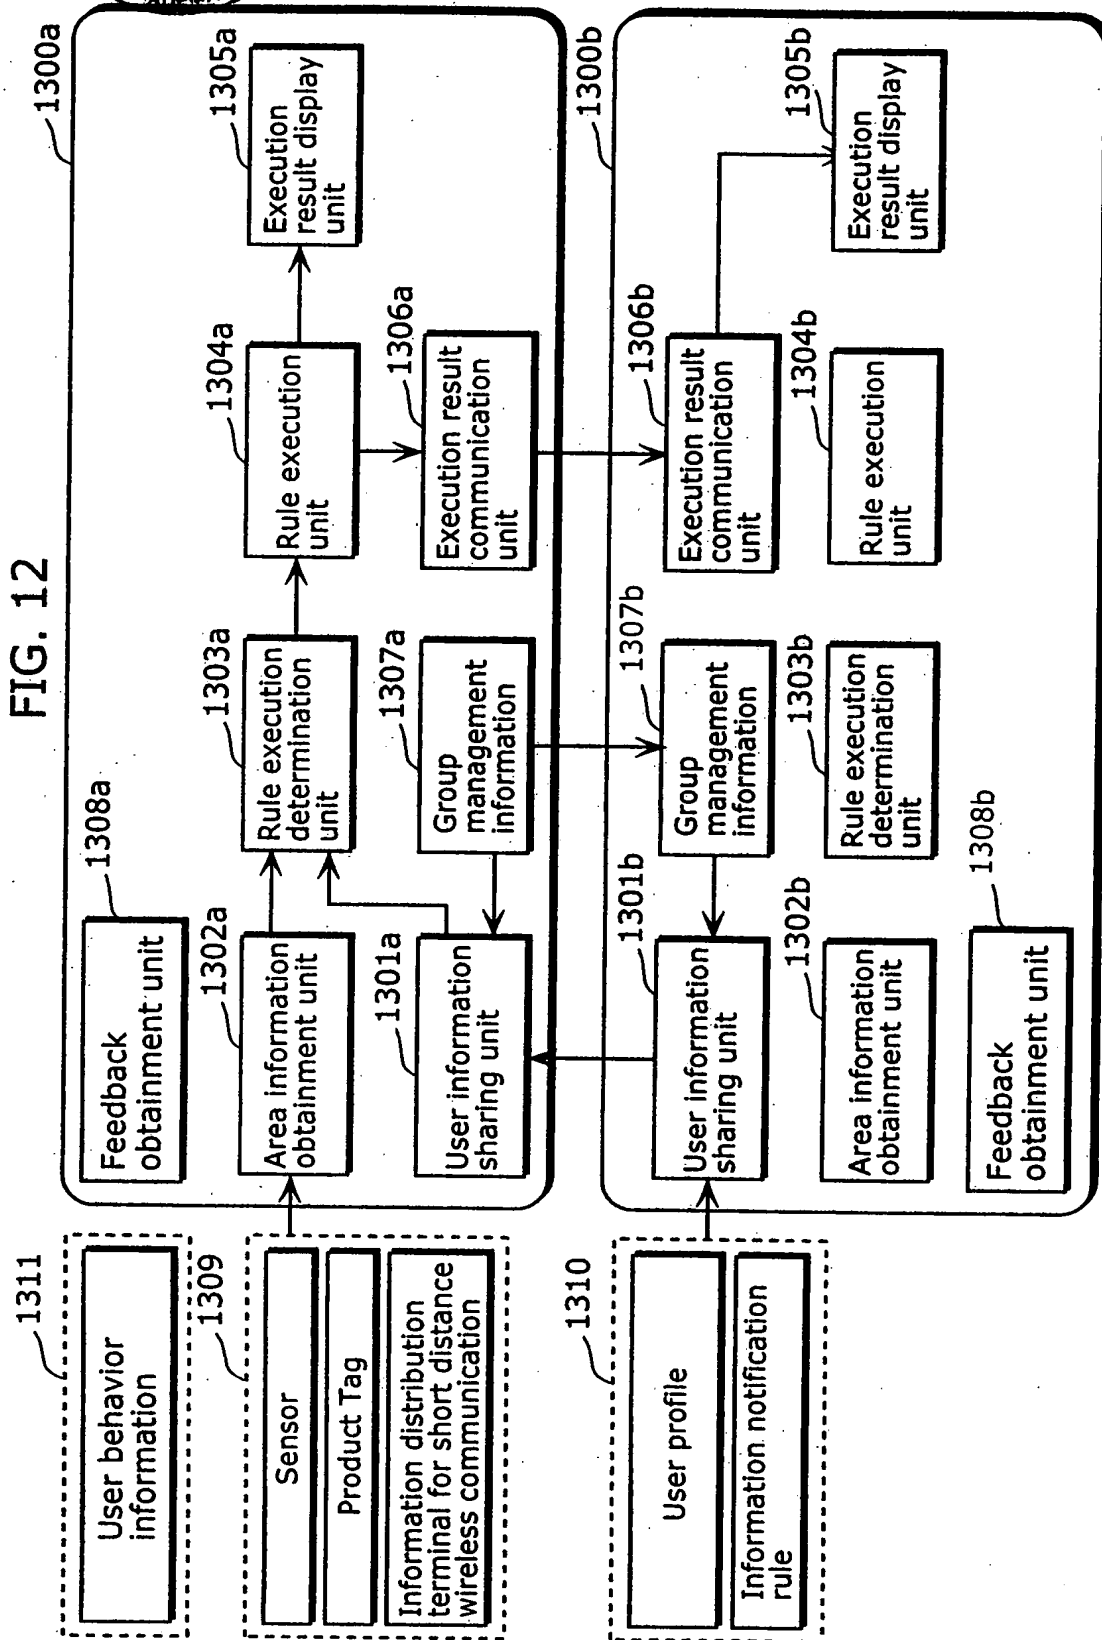 FIG. 12
1311
User behavior
information
1309
Sensor
Product Tag
Information distribution
terminal for short distance
wireless communication
1310
User profile
Information notification
rule
1300a
1308a
Feedback
obtainment unit
1302a
Area information
obtainment unit
1301a
User information
sharing unit
1303a
Rule execution
determination
unit
1307a
Group
management
information
1304a
Rule execution
unit
1306a
Execution result
communication
unit
1305a
Execution
result display
unit
1300b
1301b
User information
sharing unit
1302b
Area information
obtainment unit
1308b
Feedback
obtainment unit
1307b
Group
management
information
1303b
Rule execution
determination
unit
1306b
Execution result
communication
unit
1304b
Rule execution
unit
1305b
Execution
result display
unit